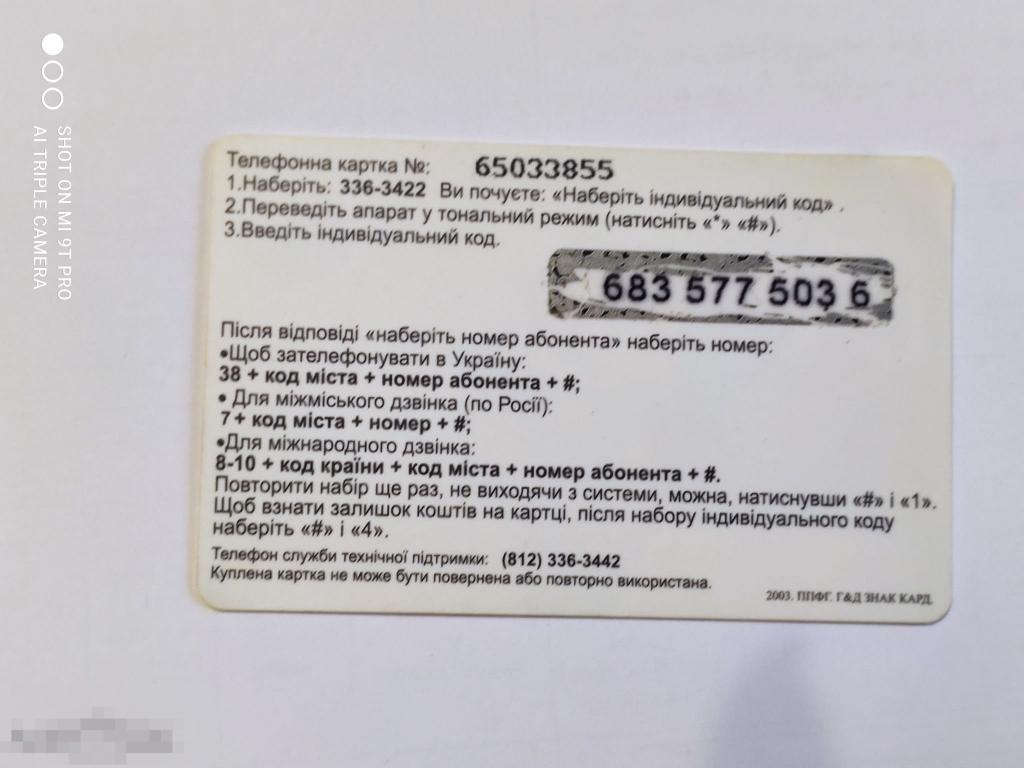 SHOT ON MI 9T PRO
AI TRIPLE CAMERA
Телефонна картка №: 65033855
1.Наберіть: 336-3422 Ви почуєте: «Наберіть індивідуальний код» .
2.Переведіть апарат у тональний режим (натисніть «*» «#»).
3.Введіть індивідуальний код.
683 577 503 6
Після відповіді «наберіть номер абонента» наберіть номер:
•Щоб зателефонувати в Україну:
38 + код міста + номер абонента + #;
• Для міжміського дзвінка (по Росії):
7+ код міста + номер + #;
•Для міжнародного дзвінка:
8-10 + код країни + код міста + номер абонента + #.
Повторити набір ще раз, не виходячи з системи, можна, натиснувши «#» і «1».
Щоб взнати залишок коштів на картці, після набору індивідуального коду
наберіть «#» і «4».
Телефон служби технічної підтримки: (812) 336-3442
Куплена картка не може бути повернена або повторно використана.
2003. ППФГ. Г&Д ЗНАК КАРД.